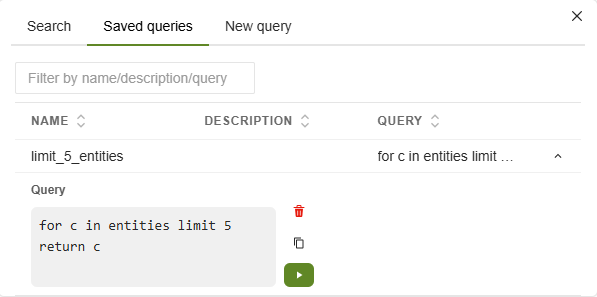 Search Saved queries New query
Filter by name/description/query
NAME DESCRIPTION QUERY
limit_5_entities for c in entities limit ...
Query
for c in entities limit 5
return c